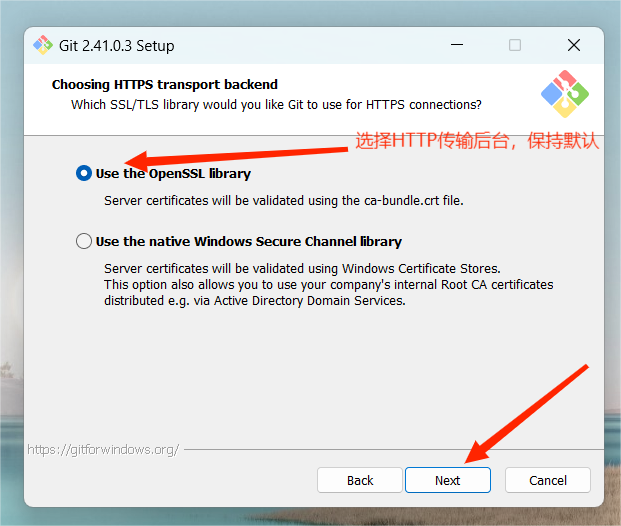 Git 2.41.0.3 Setup
Choosing HTTPS transport backend
Which SSL/TLS library would you like Git to use for HTTPS connections?
选择HTTP传输后台，保持默认
Use the OpenSSL library
Server certificates will be validated using the ca-bundle.crt file.
Use the native Windows Secure Channel library
Server certificates will be validated using Windows Certificate Stores.
This option also allows you to use your company's internal Root CA certificates
distributed e.g. via Active Directory Domain Services.
https://gitforwindows.org/
Back
Next
Cancel